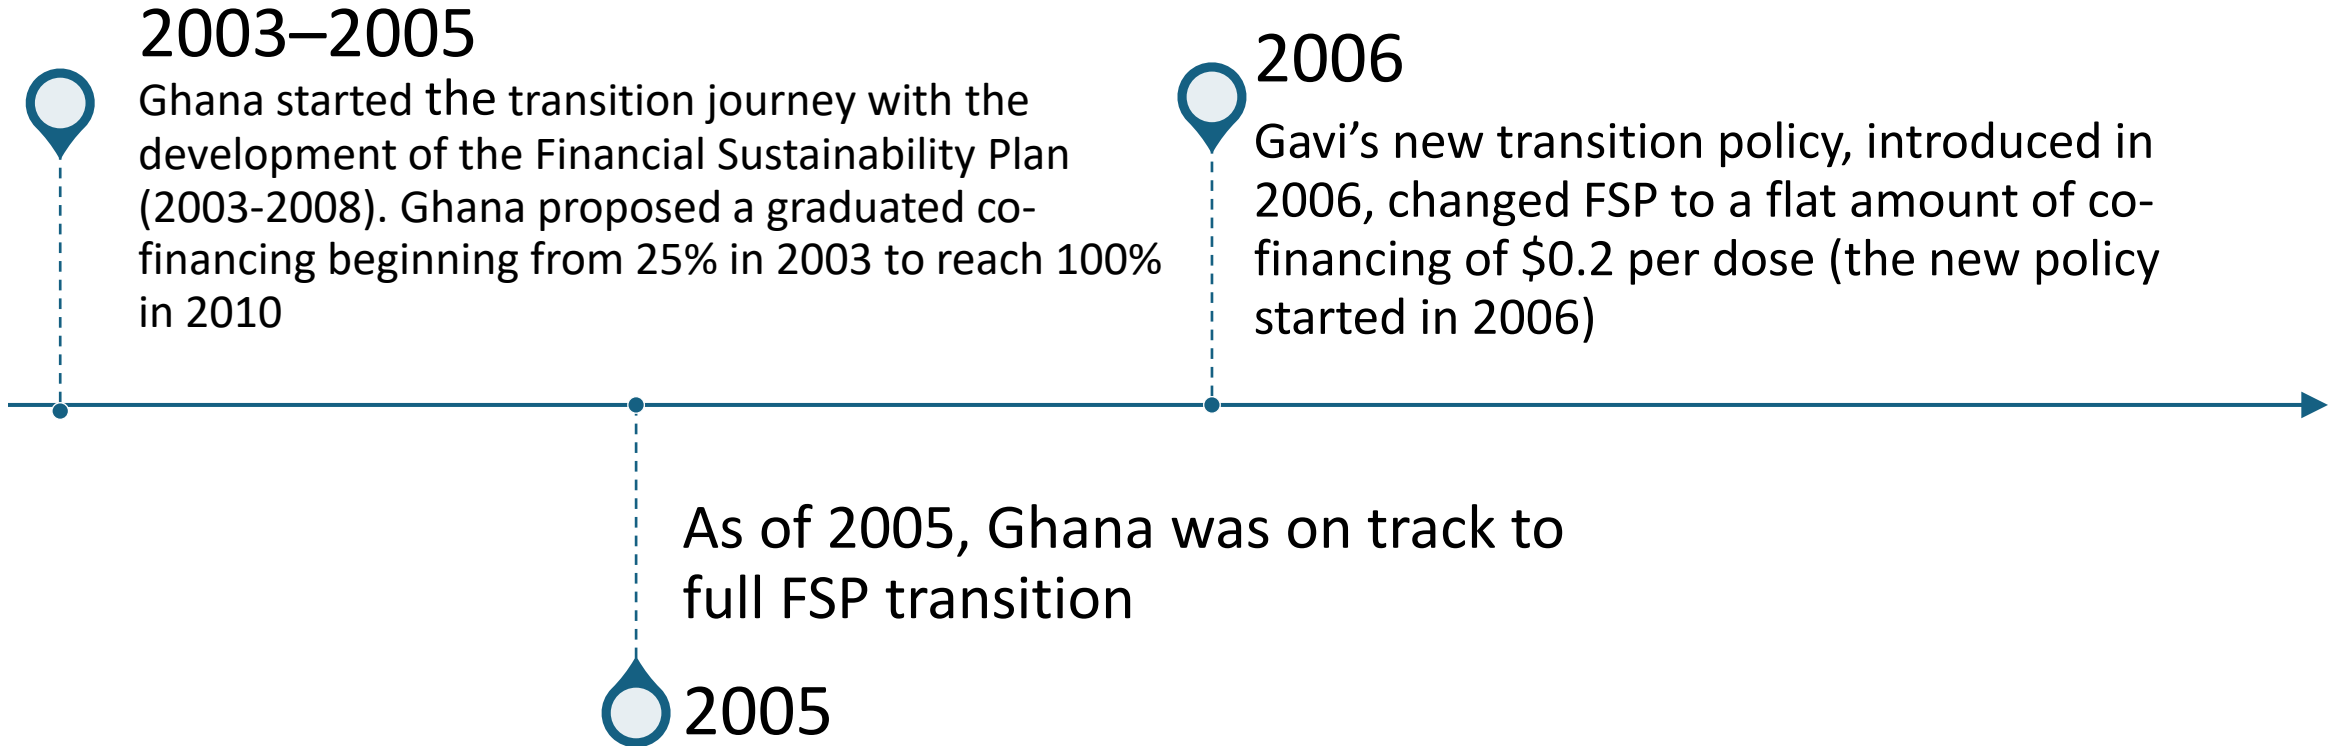 2003–2005
Ghana started the transition journey with the
development of the Financial Sustainability Plan
(2003-2008). Ghana proposed a graduated co-
financing beginning from 25% in 2003 to reach 100%
in 2010
2006
Gavi’s new transition policy, introduced in
2006, changed FSP to a flat amount of co-
financing of $0.2 per dose (the new policy
started in 2006)
As of 2005, Ghana was on track to
full FSP transition
2005